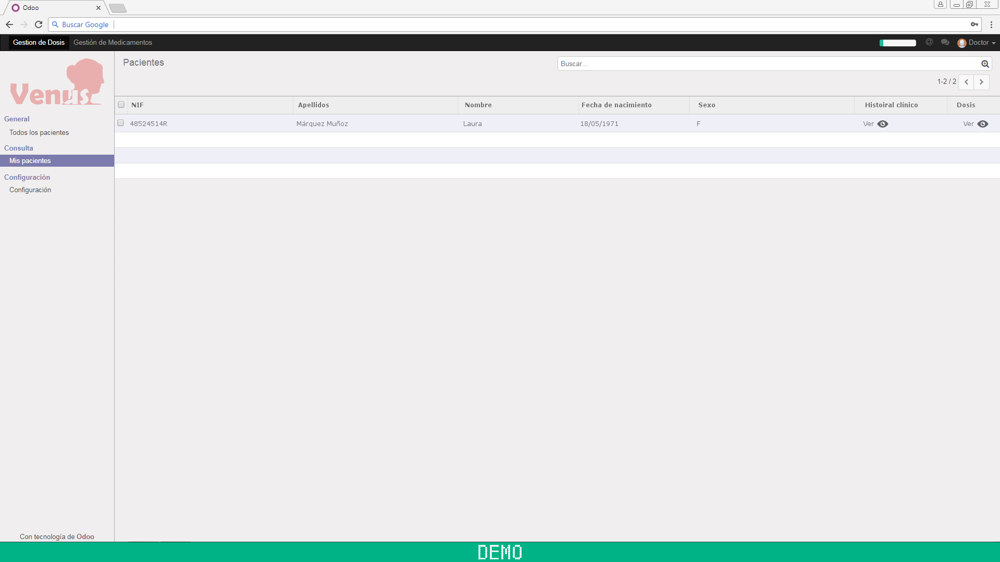 Odoo
Buscar Google
Gestion de Dosis Gestión de Medicamentos Doctor
Venus
Pacientes
Buscar...
1-2 / 2
NIF Apellidos Nombre Fecha de nacimiento Sexo Histoiral clínico Dosis
48524514R Márquez Muñoz Laura 18/05/1971 F Ver Ver
General
Todos los pacientes
Consulta
Mis pacientes
Configuración
Configuración
Con tecnología de Odoo
DEMO